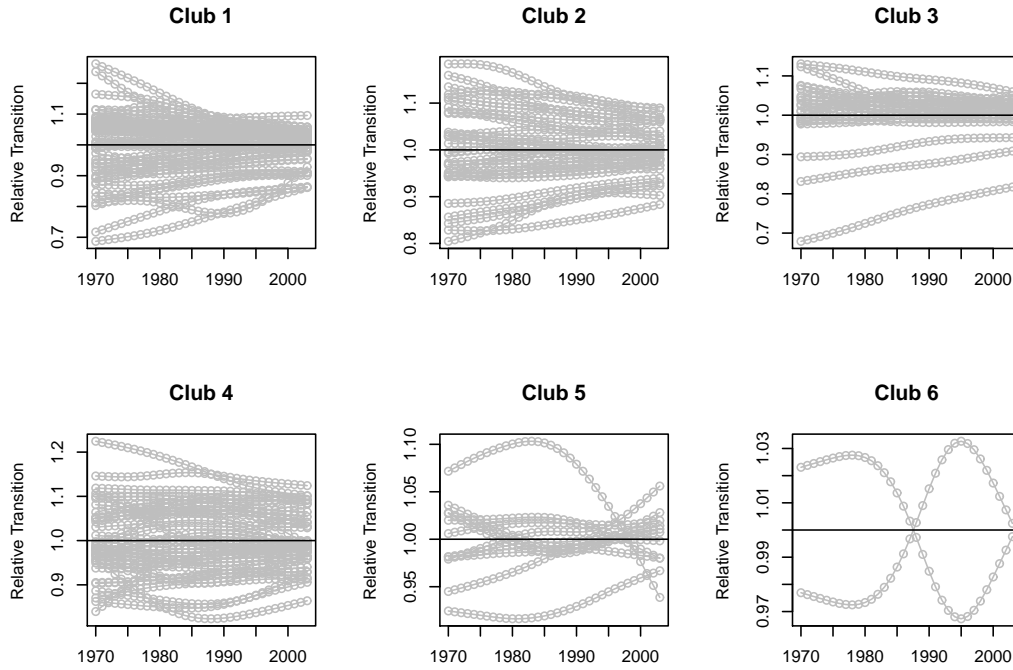 Club 1
Relative Transition
0.7 0.9 1.1
1970 1980 1990 2000
Club 2
Relative Transition
0.8 0.9 1.0 1.1
1970 1980 1990 2000
Club 3
Relative Transition
0.7 0.8 0.9 1.0 1.1
1970 1980 1990 2000
Club 4
Relative Transition
0.9 1.0 1.1 1.2
1970 1980 1990 2000
Club 5
Relative Transition
0.95 1.00 1.05 1.10
1970 1980 1990 2000
Club 6
Relative Transition
0.97 0.99 1.01 1.03
1970 1980 1990 2000